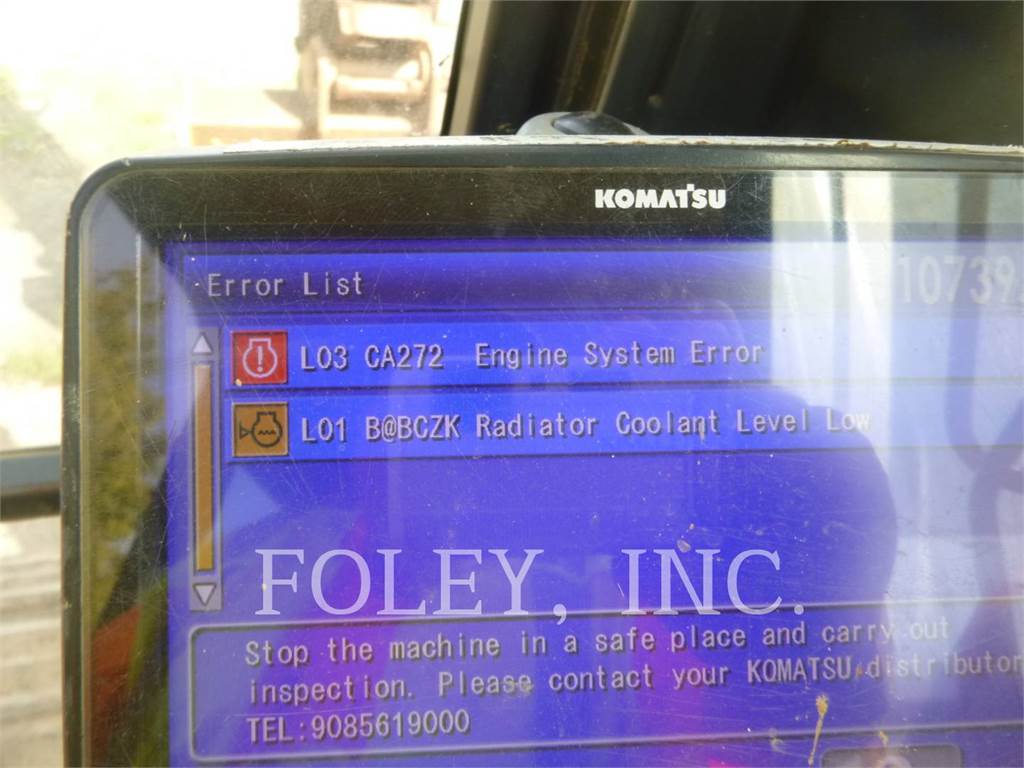 KOMATSU
Error List
10739.
L03 CA272 Engine System Error
L01 B@BCZK Radiator Coolant Level Low
FOLEY, INC.
Stop the machine in a safe place and carry out
inspection. Please contact your KOMATSU distributor
TEL:9085619000